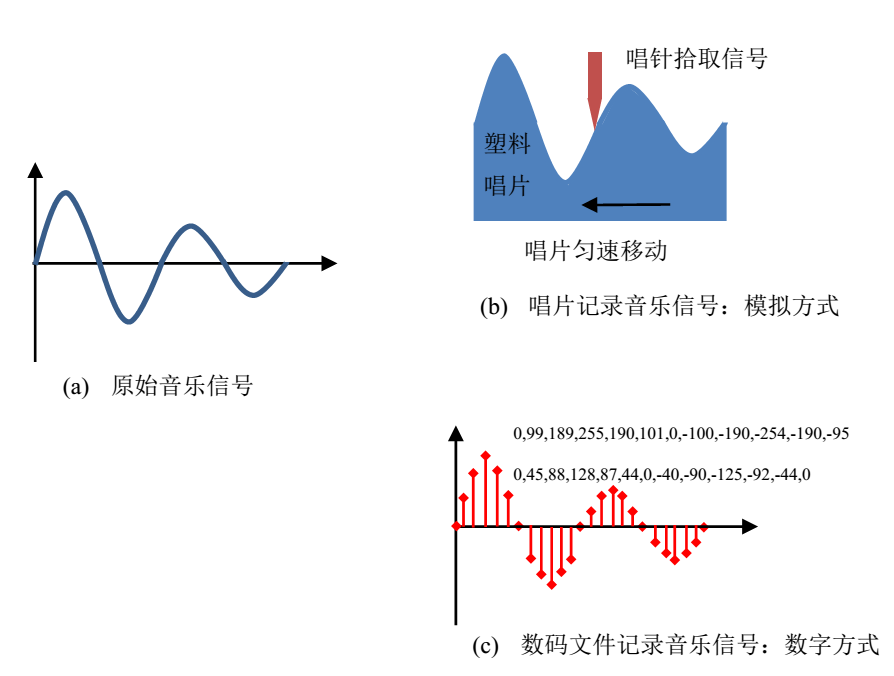 唱针拾取信号
塑料
唱片
唱片匀速移动
(b) 唱片记录音乐信号：模拟方式
(a) 原始音乐信号
0,99,189,255,190,101,0,-100,-190,-254,-190,-95
0,45,88,128,87,44,0,-40,-90,-125,-92,-44,0
(c) 数码文件记录音乐信号：数字方式